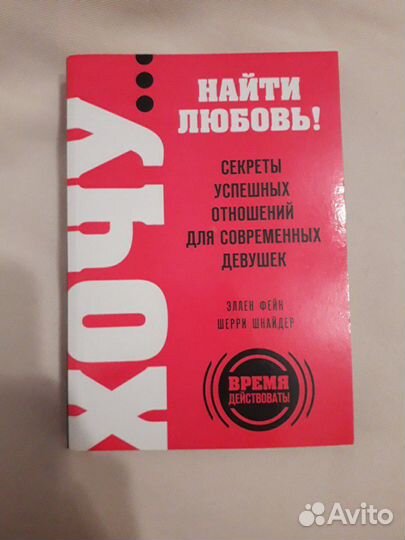 ХОЧУ...
НАЙТИ
ЛЮБОВЬ!
СЕКРЕТЫ
УСПЕШНЫХ
ОТНОШЕНИЙ
ДЛЯ СОВРЕМЕННЫХ
ДЕВУШЕК
ЭЛЛЕН ФЕЙН
ШЕРРИ ШНАЙДЕР
ВРЕМЯ
ДЕЙСТВОВАТЬ!
Avito